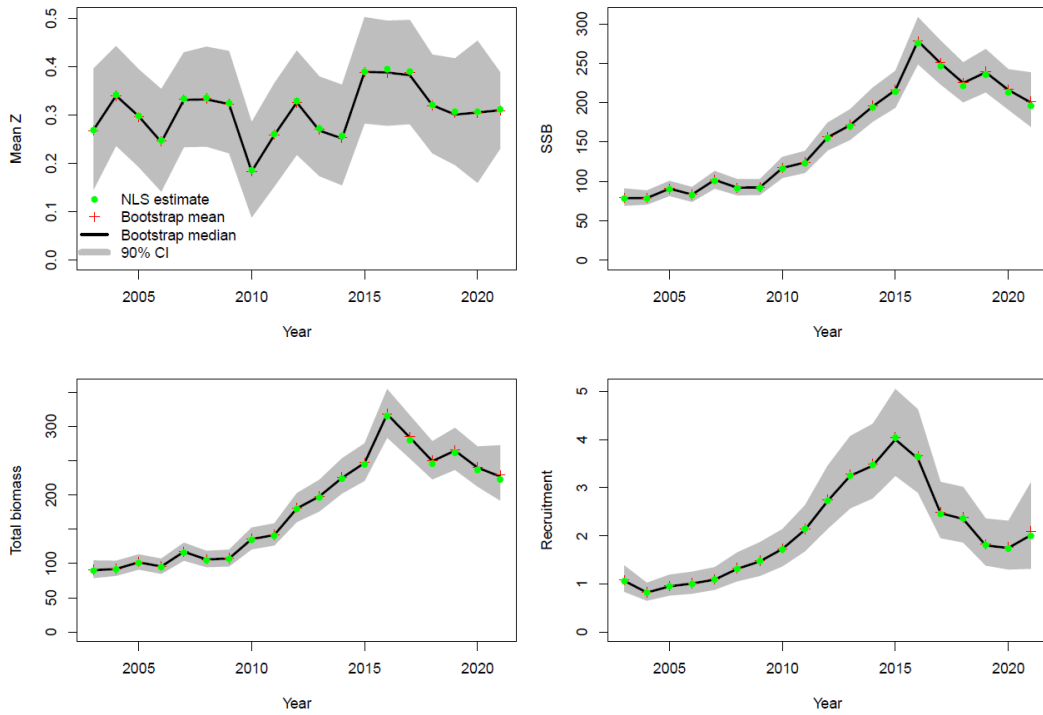 Mean Z
0.5
0.4
0.3
0.2
0.1
0.0
NLS estimate
Bootstrap mean
Bootstrap median
90% CI
2005 2010 2015 2020
Year
SSB
300
250
200
150
100
50
0
2005 2010 2015 2020
Year
Total biomass
300
200
100
50
0
2005 2010 2015 2020
Year
Recruitment
5
4
3
2
1
0
2005 2010 2015 2020
Year